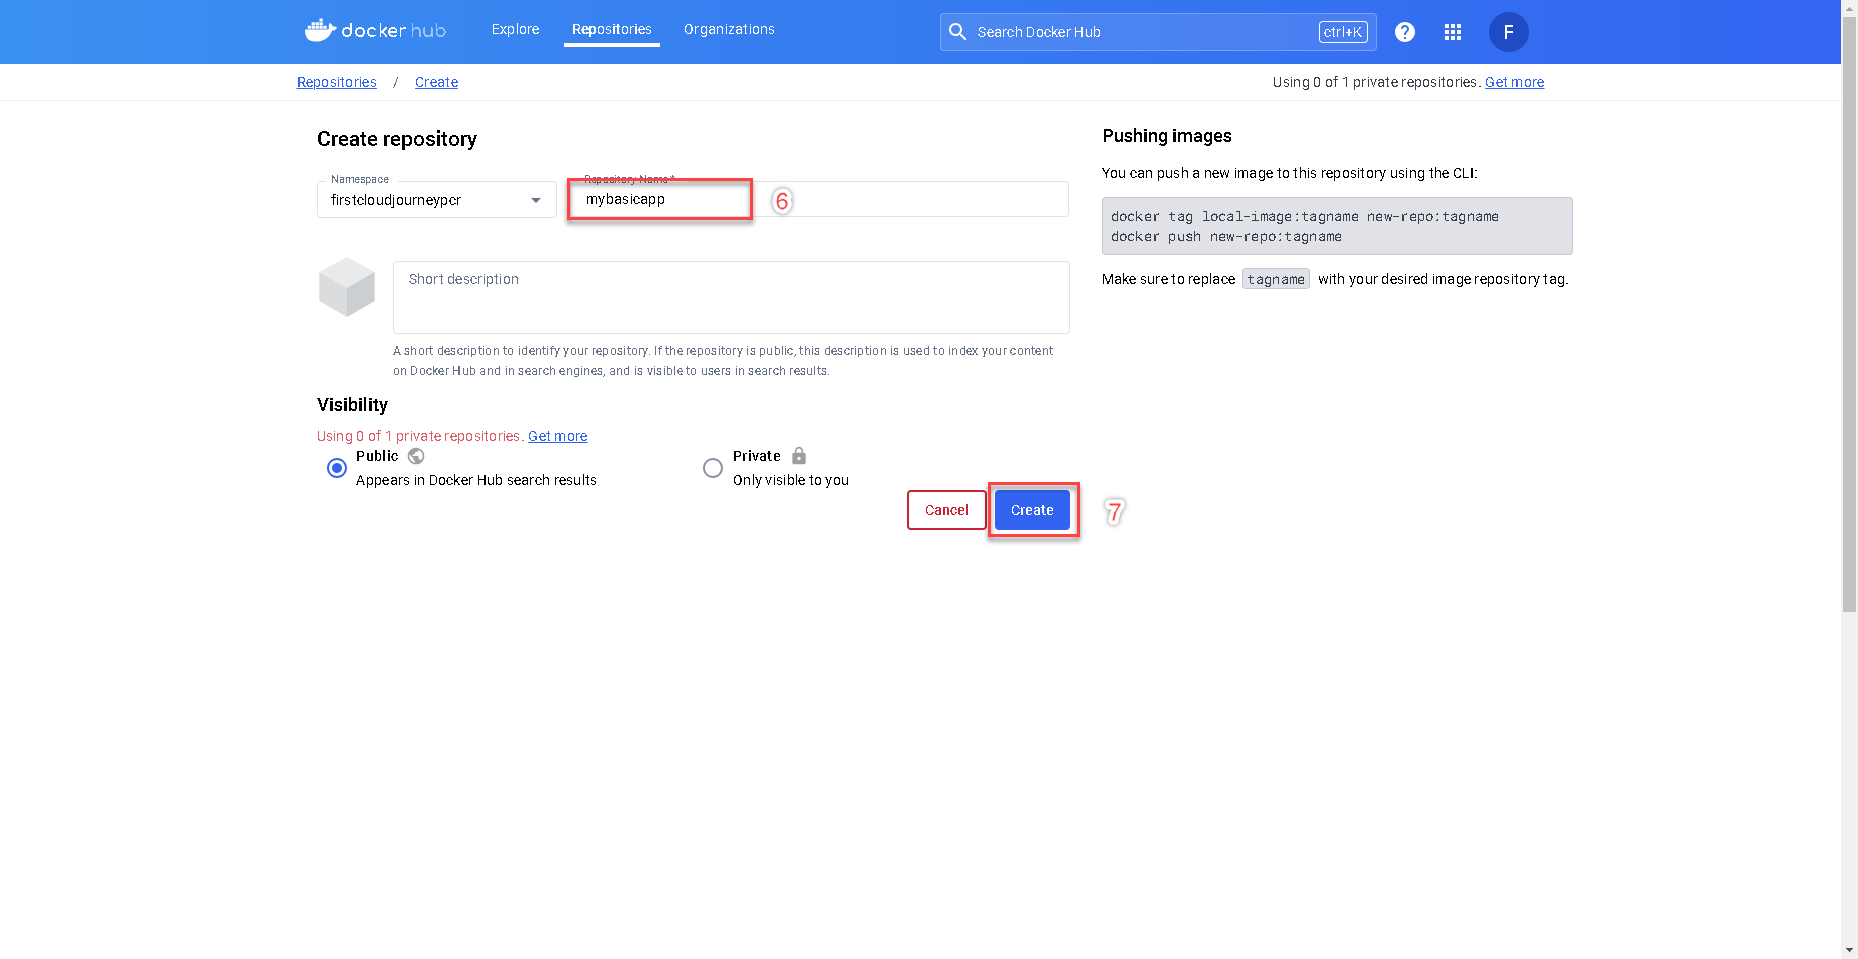 docker hub
Explore
Repositories
Organizations
Search Docker Hub
ctrl+K
?
F
Repositories / Create
Using 0 of 1 private repositories. Get more
Create repository
Namespace
firstcloudjourneypcr
Repository Name*
mybasicapp
6
Short description
A short description to identify your repository. If the repository is public, this description is used to index your content
on Docker Hub and in search engines, and is visible to users in search results.
Visibility
Using 0 of 1 private repositories. Get more
Public
Appears in Docker Hub search results
Private
Only visible to you
Cancel
Create
7
Pushing images
You can push a new image to this repository using the CLI:
docker tag local-image:tagname new-repo:tagname
docker push new-repo:tagname
Make sure to replace tagname with your desired image repository tag.